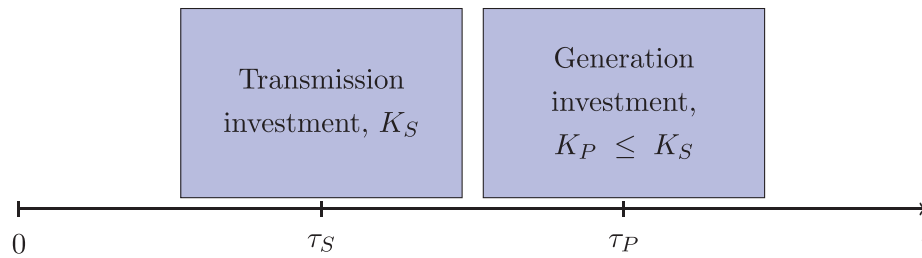 Transmission
investment, K_S
Generation
investment,
K_P ≤ K_S
0
τ_S
τ_P